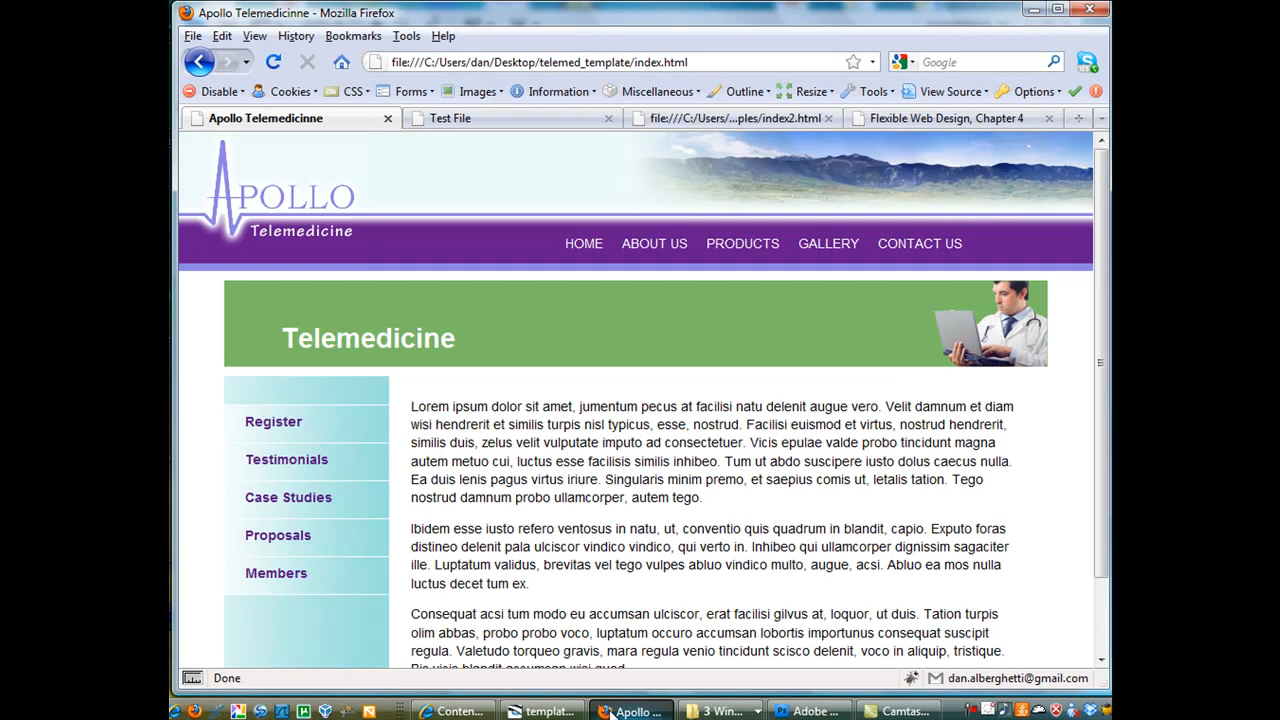 Apollo Telemedicinne - Mozilla Firefox
File Edit View History Bookmarks Tools Help
file:///C:/Users/dan/Desktop/telemed_template/index.html
Google
Disable Cookies CSS Forms Images Information Miscellaneous Outline Resize Tools View Source Options
Apollo Telemedicinne Test File file:///C:/Users/...ples/index2.html Flexible Web Design, Chapter 4
APOLLO
Telemedicine
HOME ABOUT US PRODUCTS GALLERY CONTACT US
Telemedicine
Register
Testimonials
Case Studies
Proposals
Members
Lorem ipsum dolor sit amet, jumentum pecus at facilisi natu delenit augue vero. Velit damnum et diam
wisi hendrerit et similis turpis nisl typicus, esse, nostrud. Facilisi euismod et virtus, nostrud hendrerit,
similis duis, zelus velit vulputate imputo ad consectetuer. Vicis epulae valde probo tincidunt magna
autem metuo cui, luctus esse facilisis similis inhibeo. Tum ut abdo suscipere iusto dolus caecus nulla.
Ea duis lenis pagus virtus iriure. Singularis minim premo, et saepius comis ut, letalis tation. Tego
nostrud damnum probo ullamcorper, autem tego.
Ibidem esse iusto refero ventosus in natu, ut, conventio quis quadrum in blandit, capio. Exputo foras
distineo delenit pala ulciscor vindico vindico, qui verto in. Inhibeo qui ullamcorper dignissim sagaciter
ille. Luptatum validus, brevitas vel tego vulpes abluo vindico multo, augue, acsi. Abluo ea mos nulla
luctus decet tum ex.
Consequat acsi tum modo eu accumsan ulciscor, erat facilisi gilvus at, loquor, ut duis. Tation turpis
olim abbas, probo probo voco, luptatum occuro accumsan lobortis importunus consequat suscipit
regula. Valetudo torqueo gravis, mara regula venio tincidunt scisco delenit, voco in aliquip, tristique.
Done
dan.alberghetti@gmail.com
Conten... templat... Apollo ... 3 Win... Adobe ... Camtas...